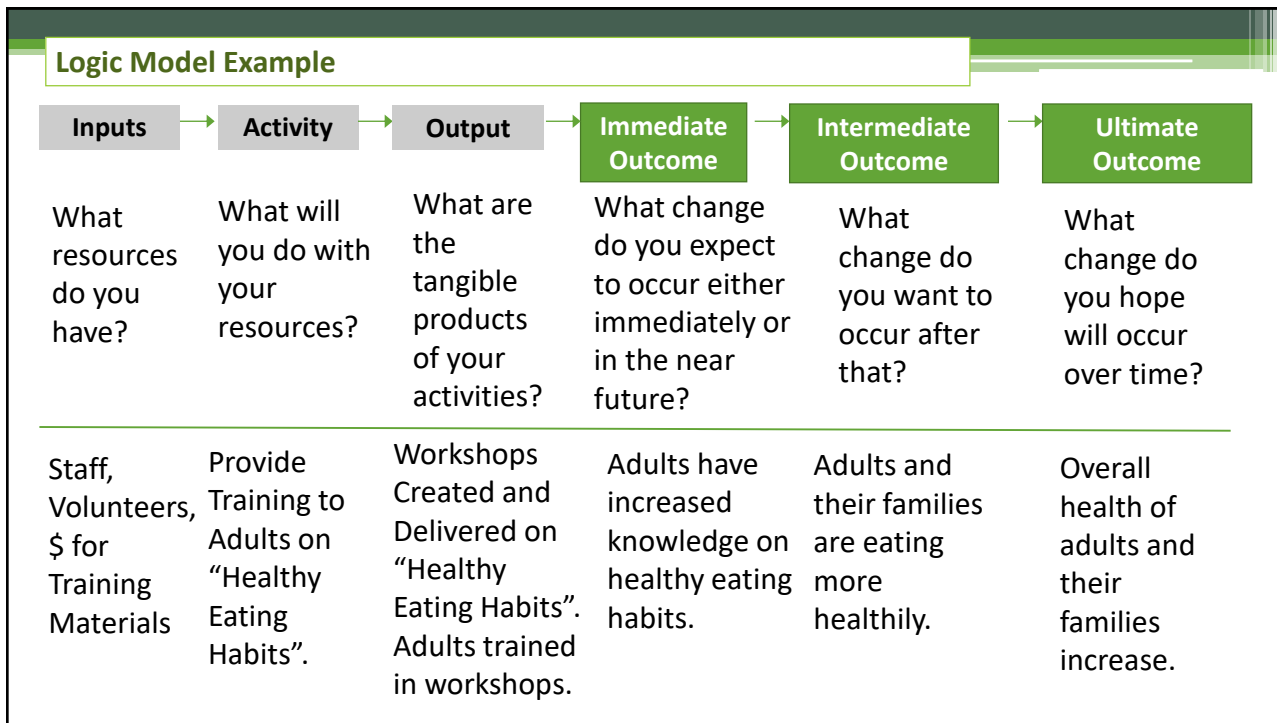 Logic Model Example
Inputs
Activity
Output
Immediate
Outcome
Intermediate
Outcome
Ultimate
Outcome
What
resources
do you
have?
What will
you do with
your
resources?
What are
the
tangible
products
of your
activities?
What change
do you expect
to occur either
immediately or
in the near
future?
What
change do
you want to
occur after
that?
What
change do
you hope
will occur
over time?
Staff,
Volunteers,
$ for
Training
Materials
Provide
Training to
Adults on
“Healthy
Eating
Habits”.
Workshops
Created and
Delivered on
“Healthy
Eating Habits”.
Adults trained
in workshops.
Adults have
increased
knowledge on
healthy eating
habits.
Adults and
their families
are eating
more
healthily.
Overall
health of
adults and
their
families
increase.